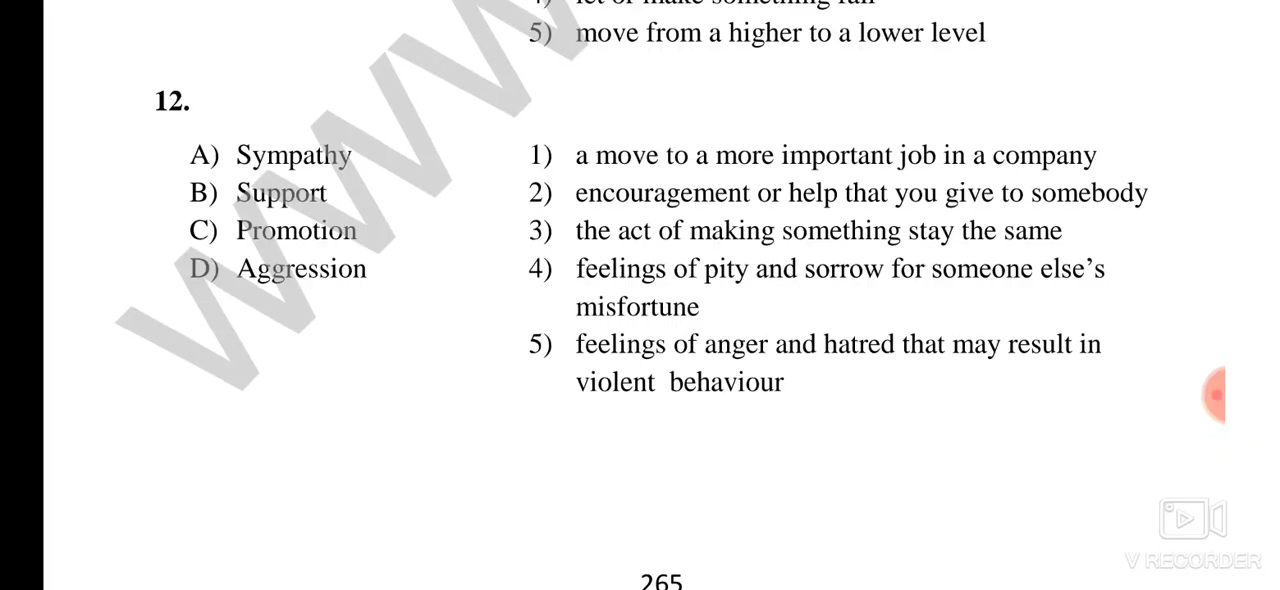 5) move from a higher to a lower level
12.
A) Sympathy 1) a move to a more important job in a company
B) Support 2) encouragement or help that you give to somebody
C) Promotion 3) the act of making something stay the same
D) Aggression 4) feelings of pity and sorrow for someone else’s
misfortune
5) feelings of anger and hatred that may result in
violent behaviour
V RECORDER
265